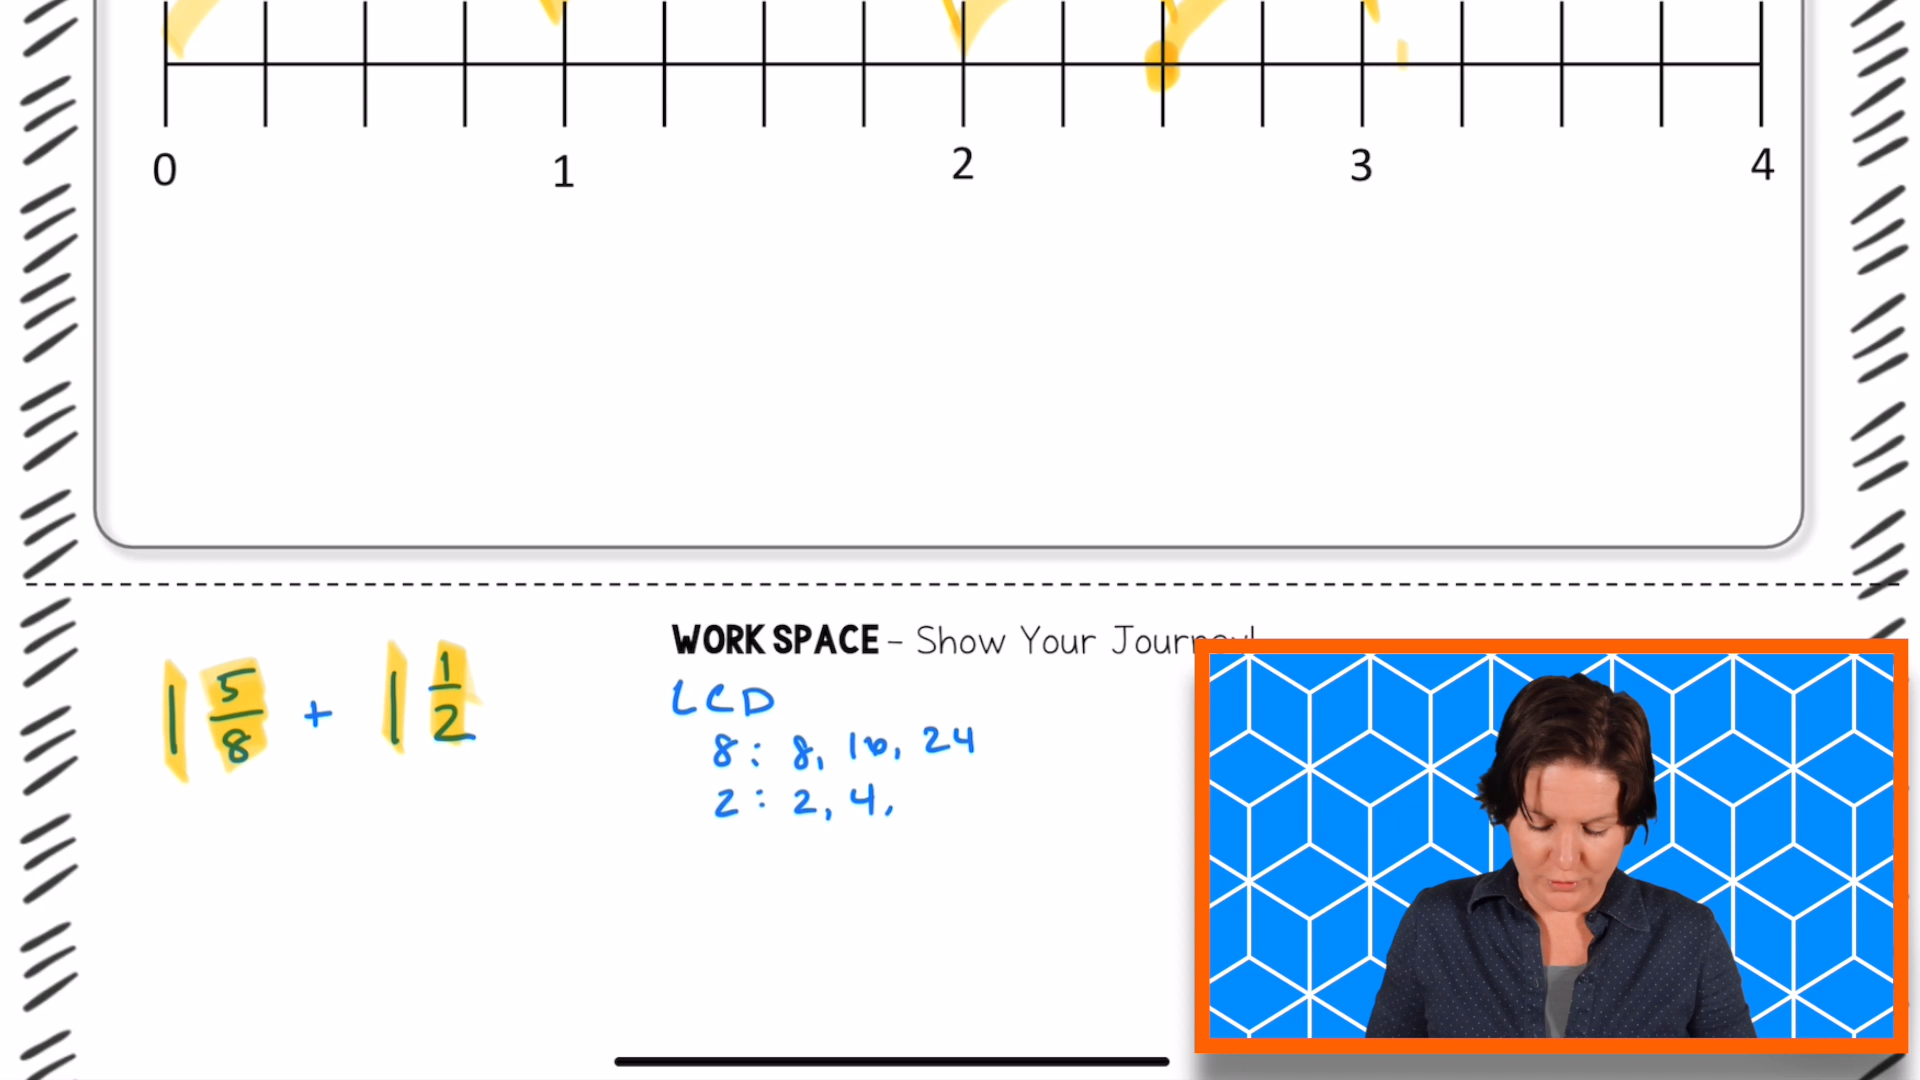 0 1 2 3 4
WORK SPACE - Show Your Journey!
1 5/8 + 1 1/2
LCD
8: 8, 16, 24
2: 2, 4,